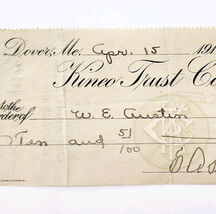 Dover, Me. Apr. 15 191
Kineo Trust Co
to the
order of W. E. Austin
Ten and 51/100